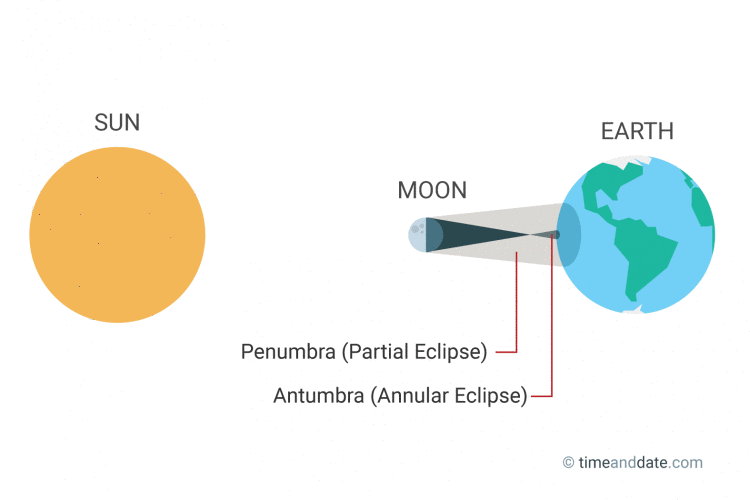 SUN
EARTH
MOON
Penumbra (Partial Eclipse)
Antumbra (Annular Eclipse)
© timeanddate.com